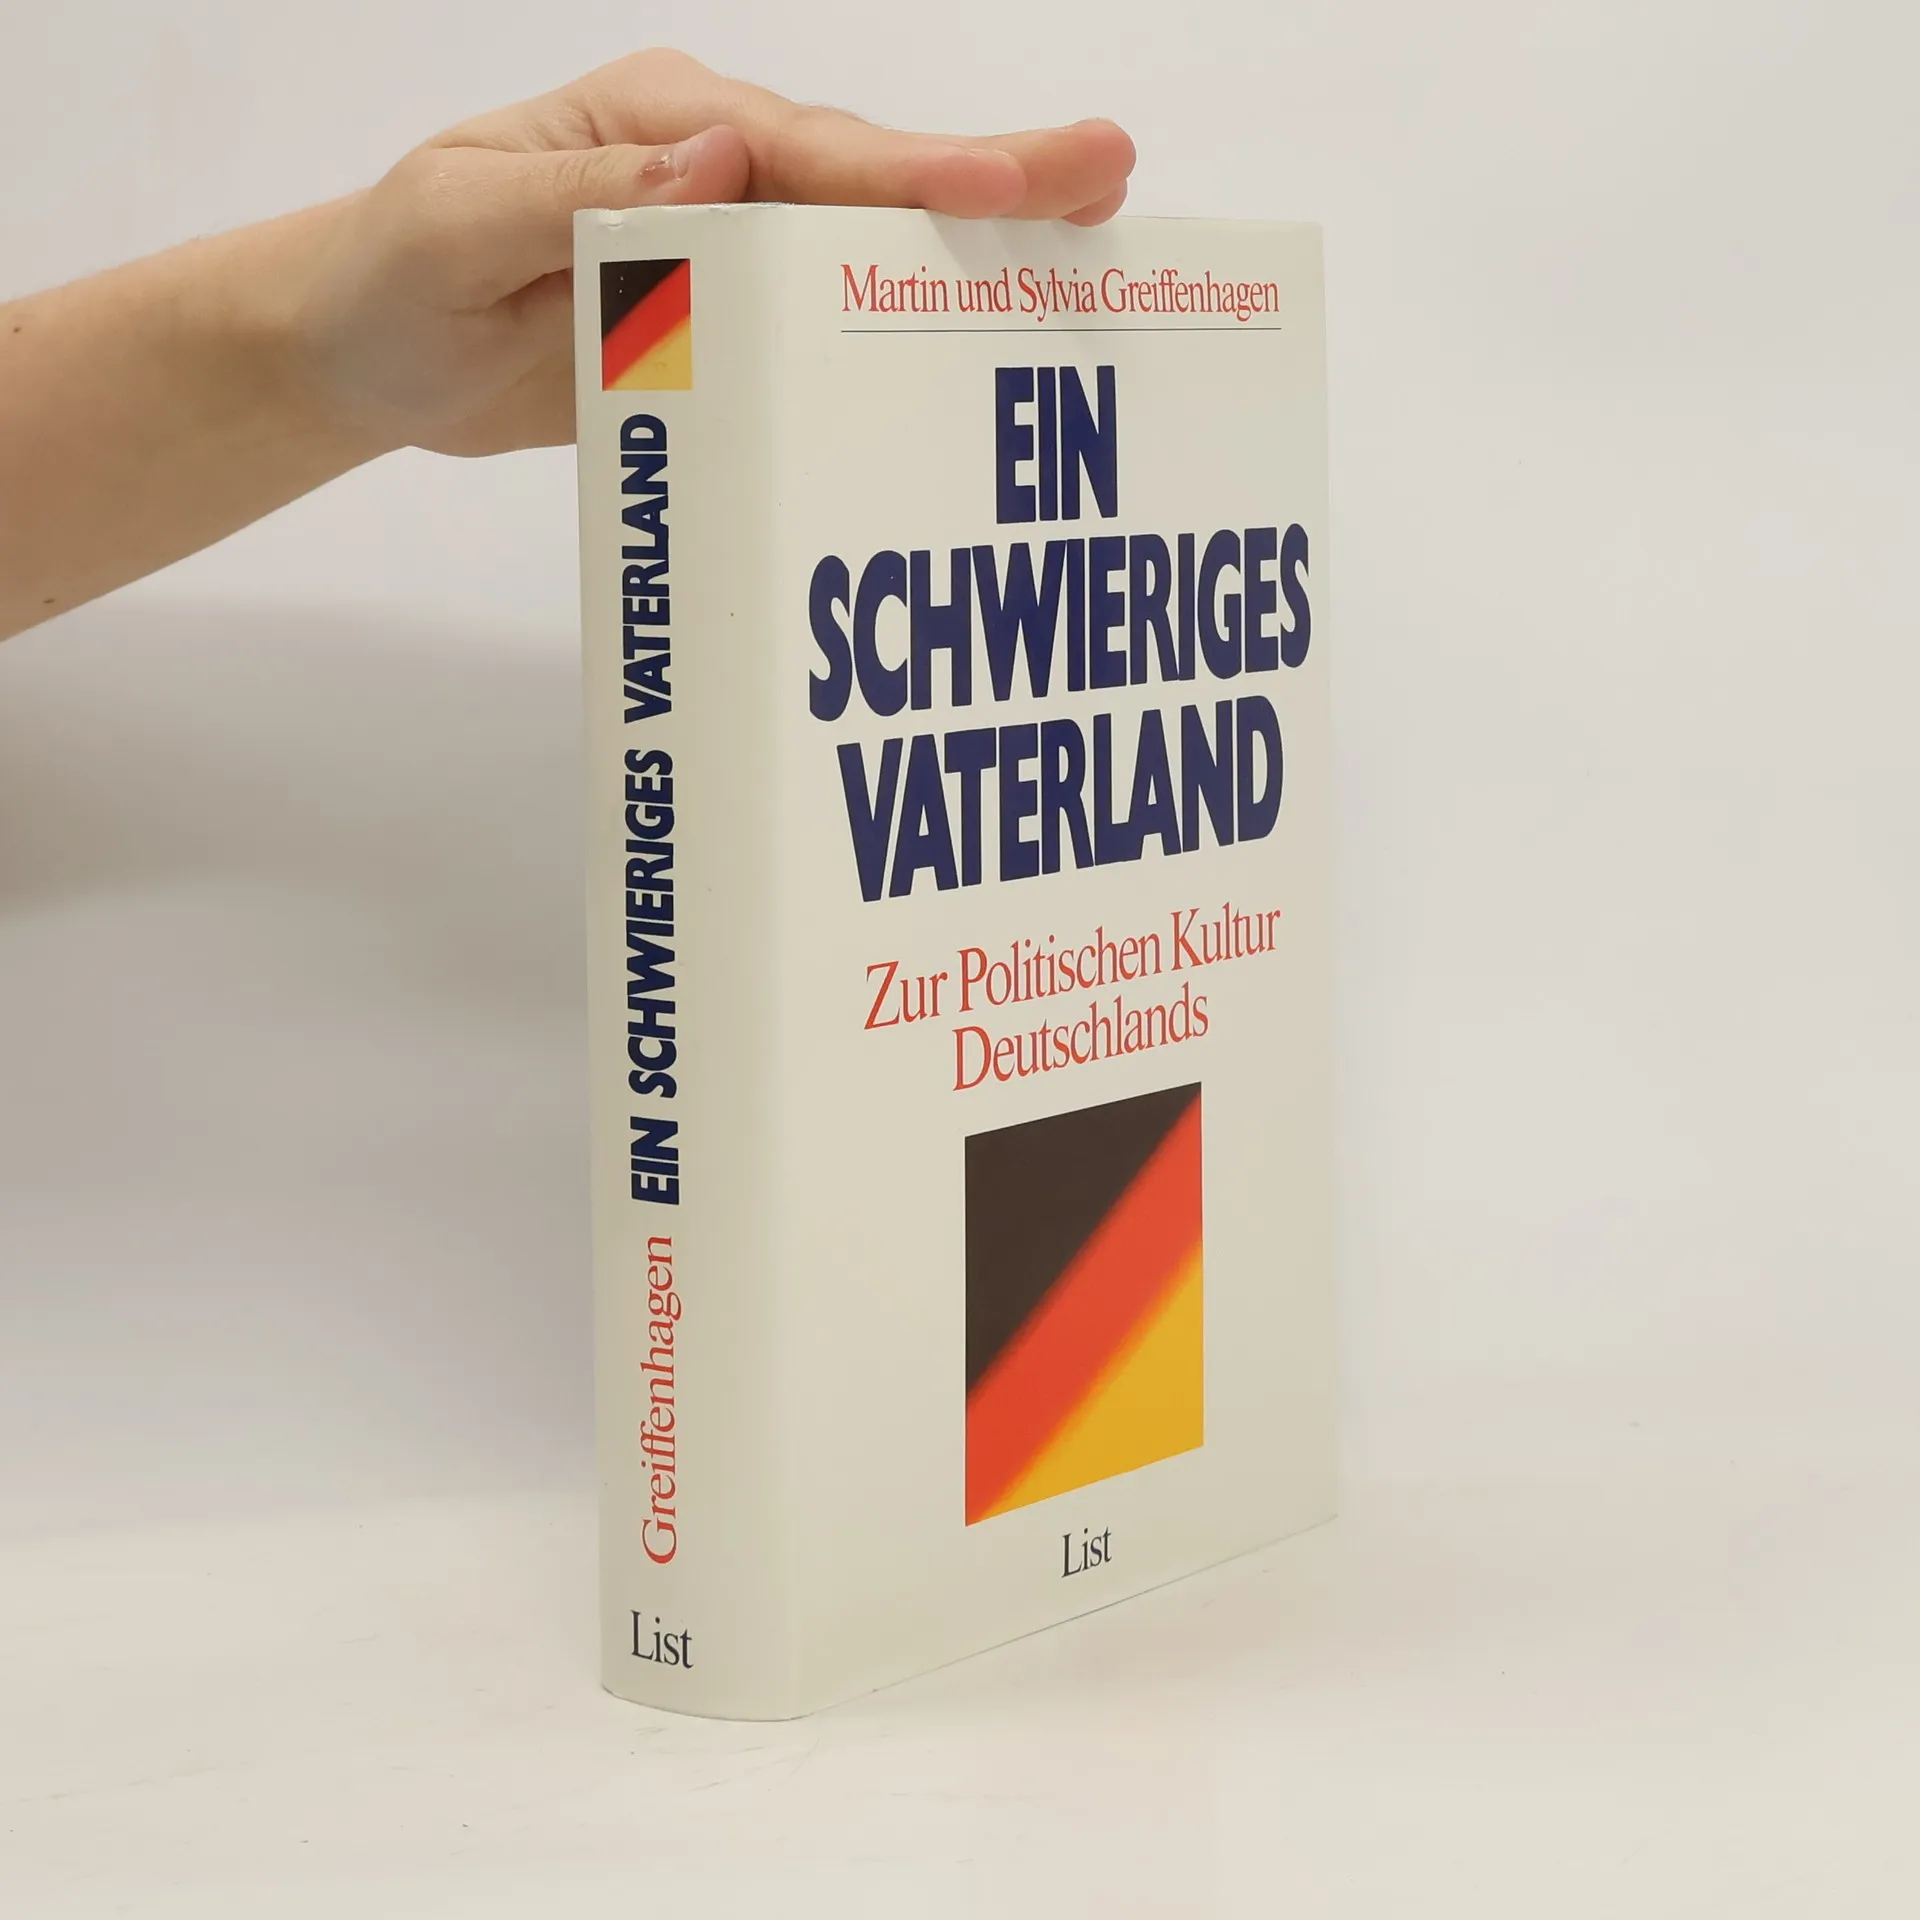 Martin und Sylvia Greiffenhagen
EIN
SCHWIERIGES
VATERLAND
Zur Politischen Kultur
Deutschlands
List
Greiffenhagen EIN SCHWIERIGES VATERLAND
List